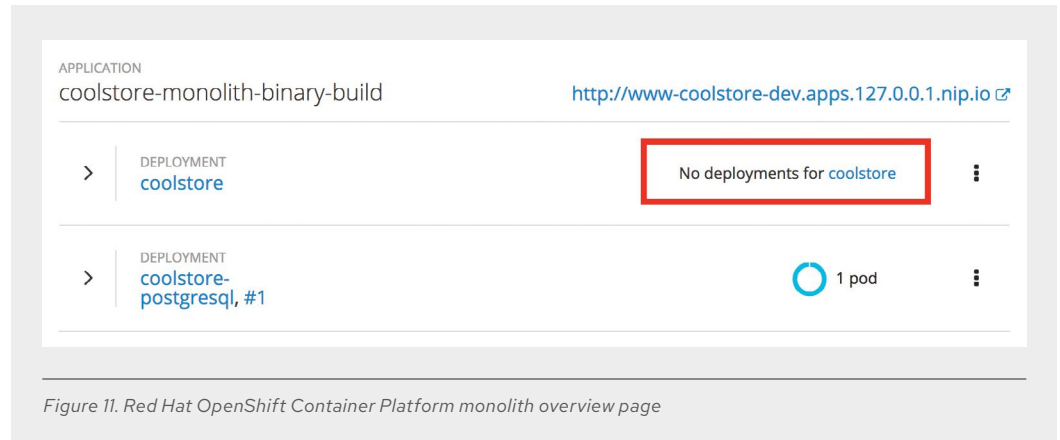 APPLICATION
coolstore-monolith-binary-build
http://www-coolstore-dev.apps.127.0.0.1.nip.io
DEPLOYMENT
coolstore
No deployments for coolstore
DEPLOYMENT
coolstore-
postgresql, #1
1 pod
Figure 11. Red Hat OpenShift Container Platform monolith overview page